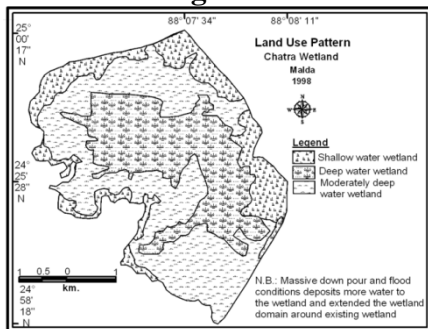 88° 07' 34"
88° 08' 11"
25°
00'
17"
N
Land Use Pattern
Chatra Wetland
Malda
1998
N
W
E
S
Legend
Shallow water wetland
Deep water wetland
Moderately deep
water wetland
24°
25'
28"
N
1 0.5 0 1
km.
24°
58'
18"
N
N.B.: Massive down pour and flood
conditions deposits more water to
the wetland and extended the wetland
domain around existing wetland